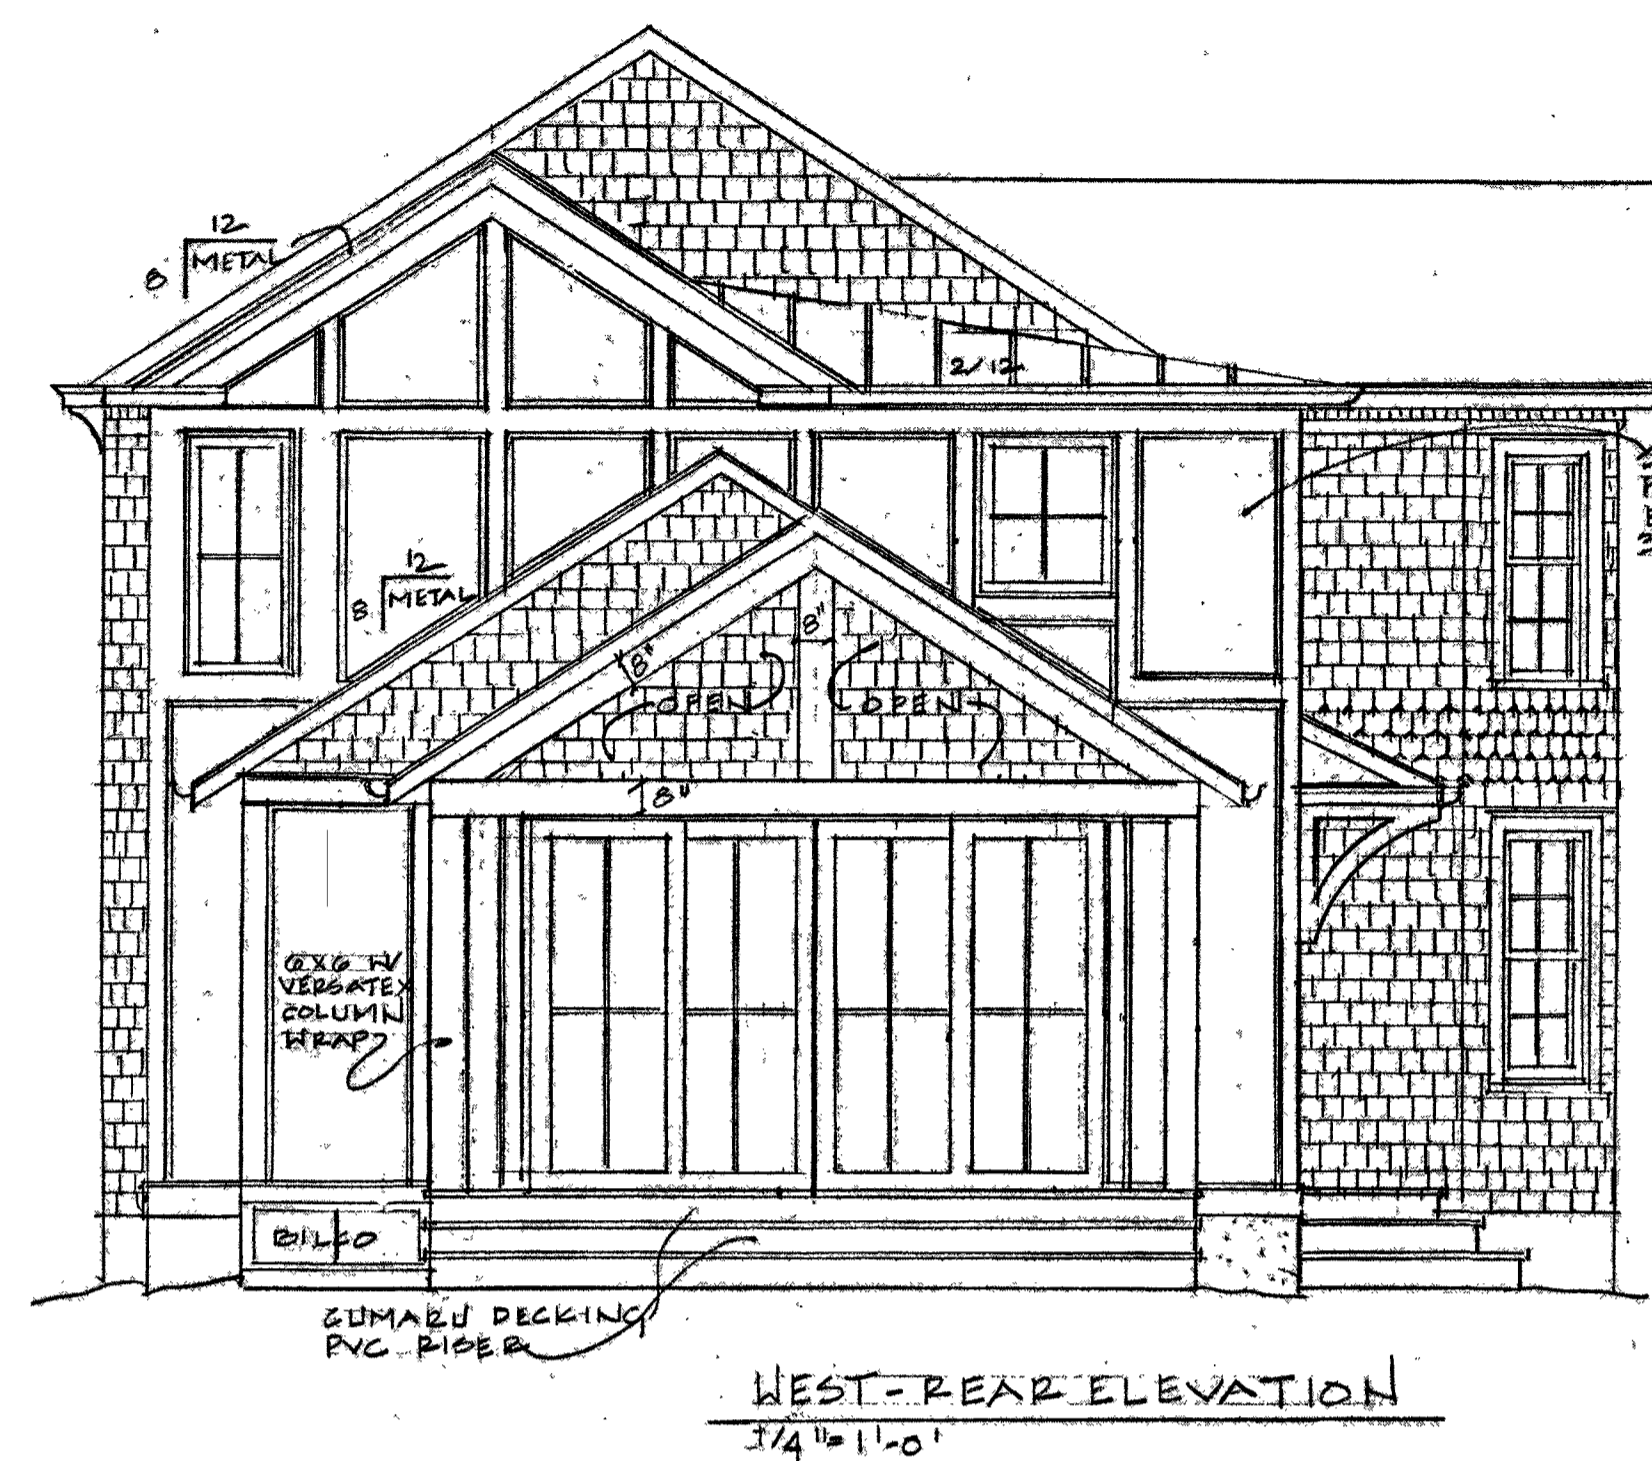 12
8 METAL
2/12
12
8 METAL
8"
8"
OPEN OPEN
8"
6X6 W/
VERSATEX
COLUMN
WRAP
BILCO
CUMARU DECKING
PVC RISER
WEST-REAR ELEVATION
1/4"=1'-0"